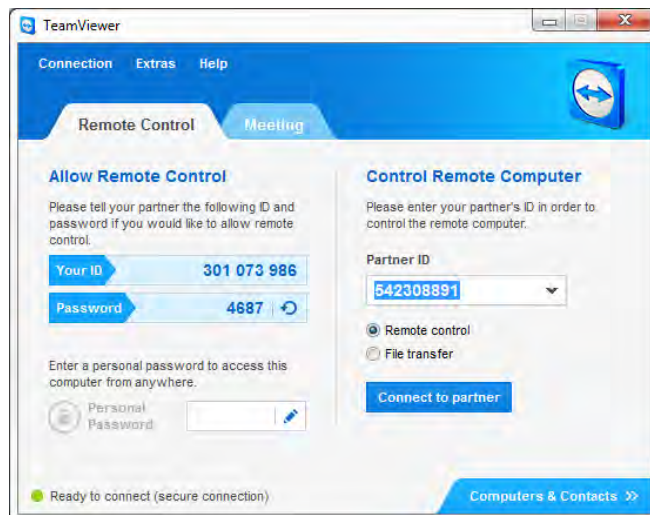 TeamViewer
Connection Extras Help
Remote Control Meeting
Allow Remote Control
Please tell your partner the following ID and
password if you would like to allow remote
control.
Your ID 301 073 986
Password 4687
Enter a personal password to access this
computer from anywhere.
Personal
Password
Control Remote Computer
Please enter your partner's ID in order to
control the remote computer.
Partner ID
542308891
Remote control
File transfer
Connect to partner
Ready to connect (secure connection)
Computers & Contacts >>